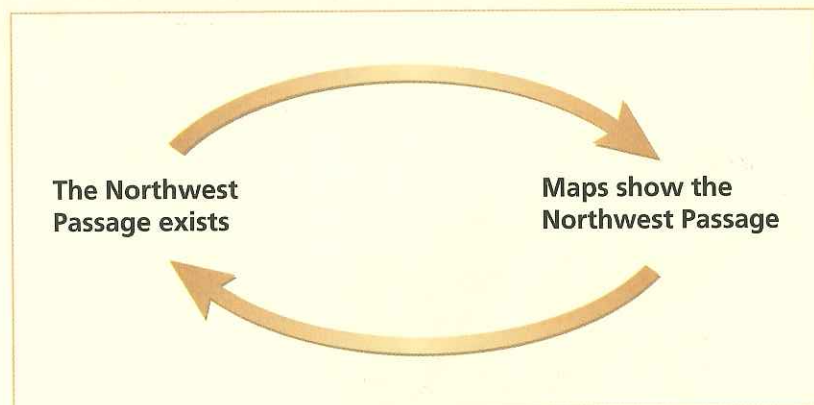 The Northwest
Passage exists
Maps show the
Northwest Passage